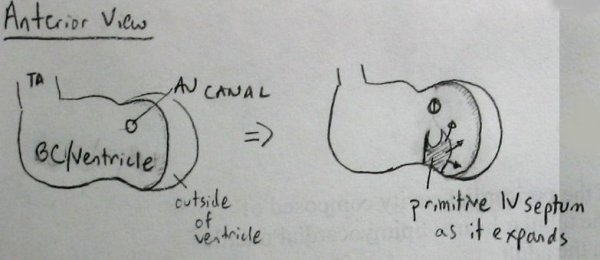 Anterior View
TA
AV CANAL
BC/Ventricle
outside
of
ventricle
primitive IV septum
as it expands